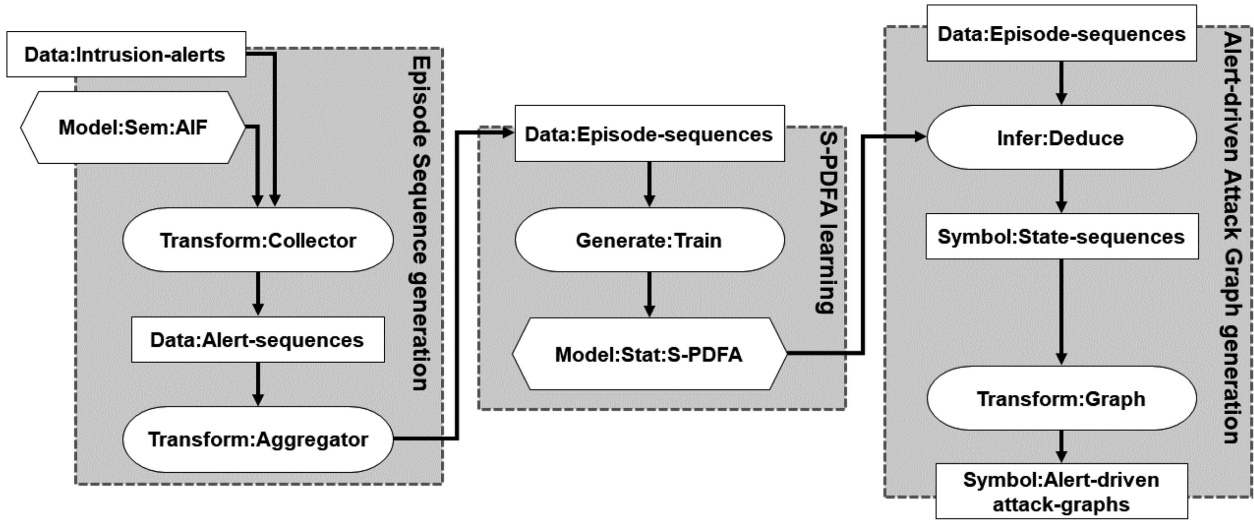 Data:Intrusion-alerts
Model:Sem:AIF
Transform:Collector
Data:Alert-sequences
Transform:Aggregator
Episode Sequence generation
Data:Episode-sequences
Generate:Train
Model:Stat:S-PDFA
S-PDFA learning
Data:Episode-sequences
Infer:Deduce
Symbol:State-sequences
Transform:Graph
Symbol:Alert-driven
attack-graphs
Alert-driven Attack Graph generation